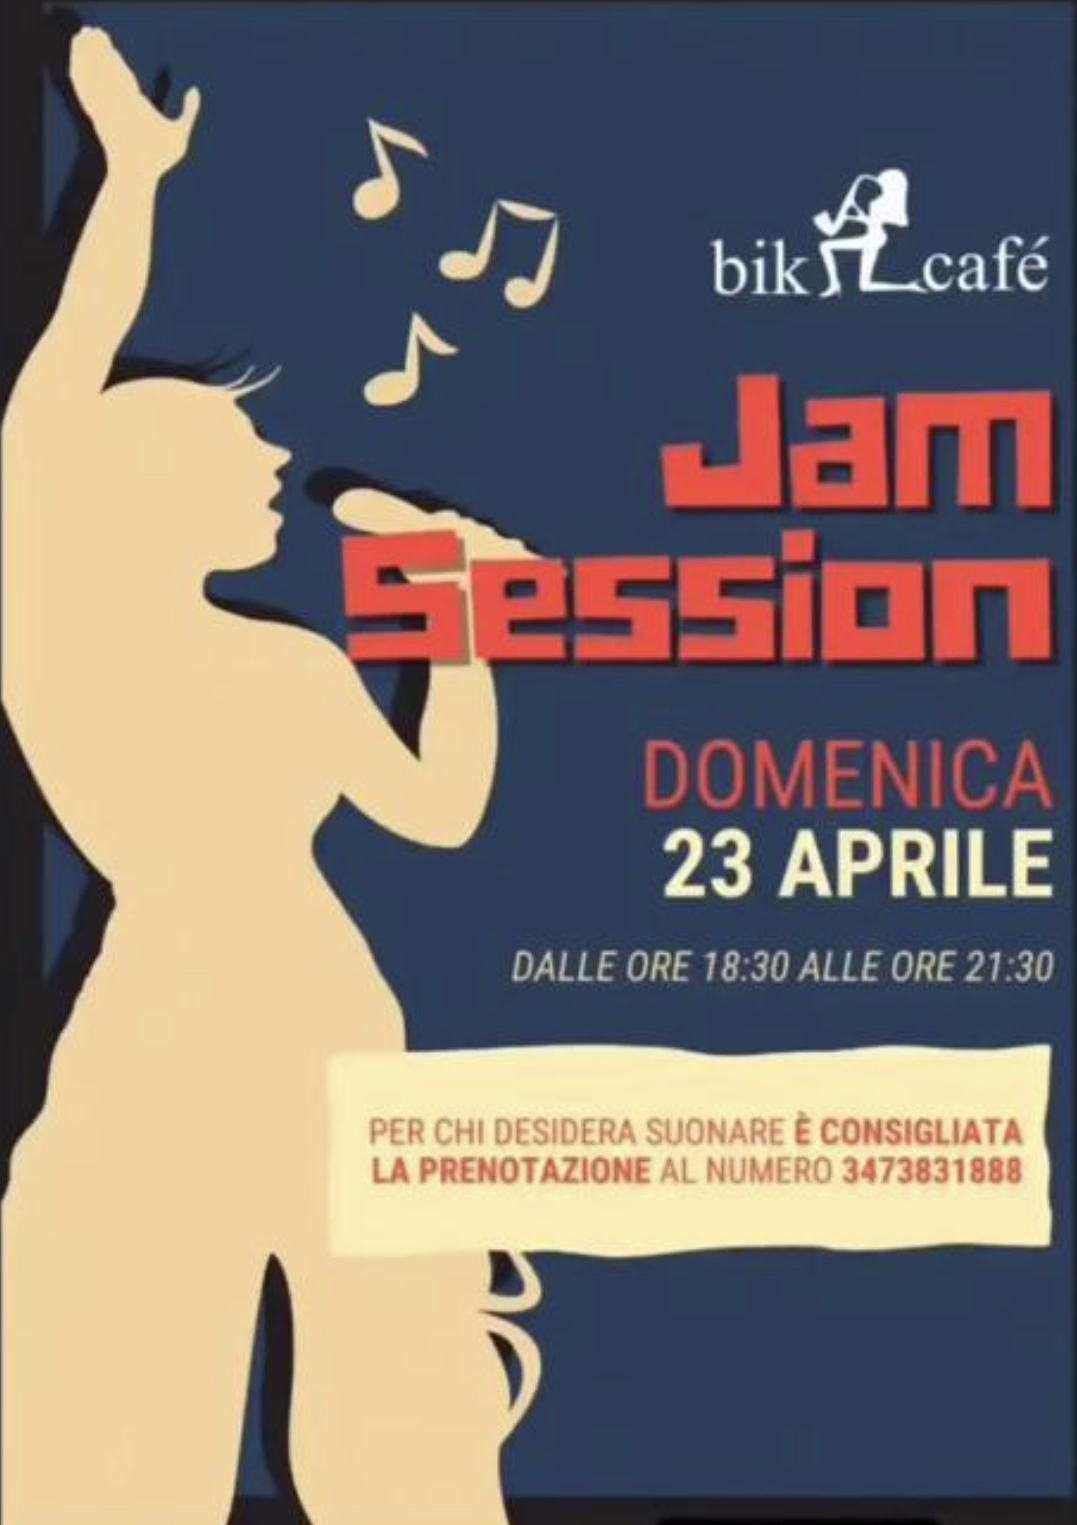 bik café
Jam
Session
DOMENICA
23 APRILE
DALLE ORE 18:30 ALLE ORE 21:30
PER CHI DESIDERA SUONARE È CONSIGLIATA
LA PRENOTAZIONE AL NUMERO 3473831888